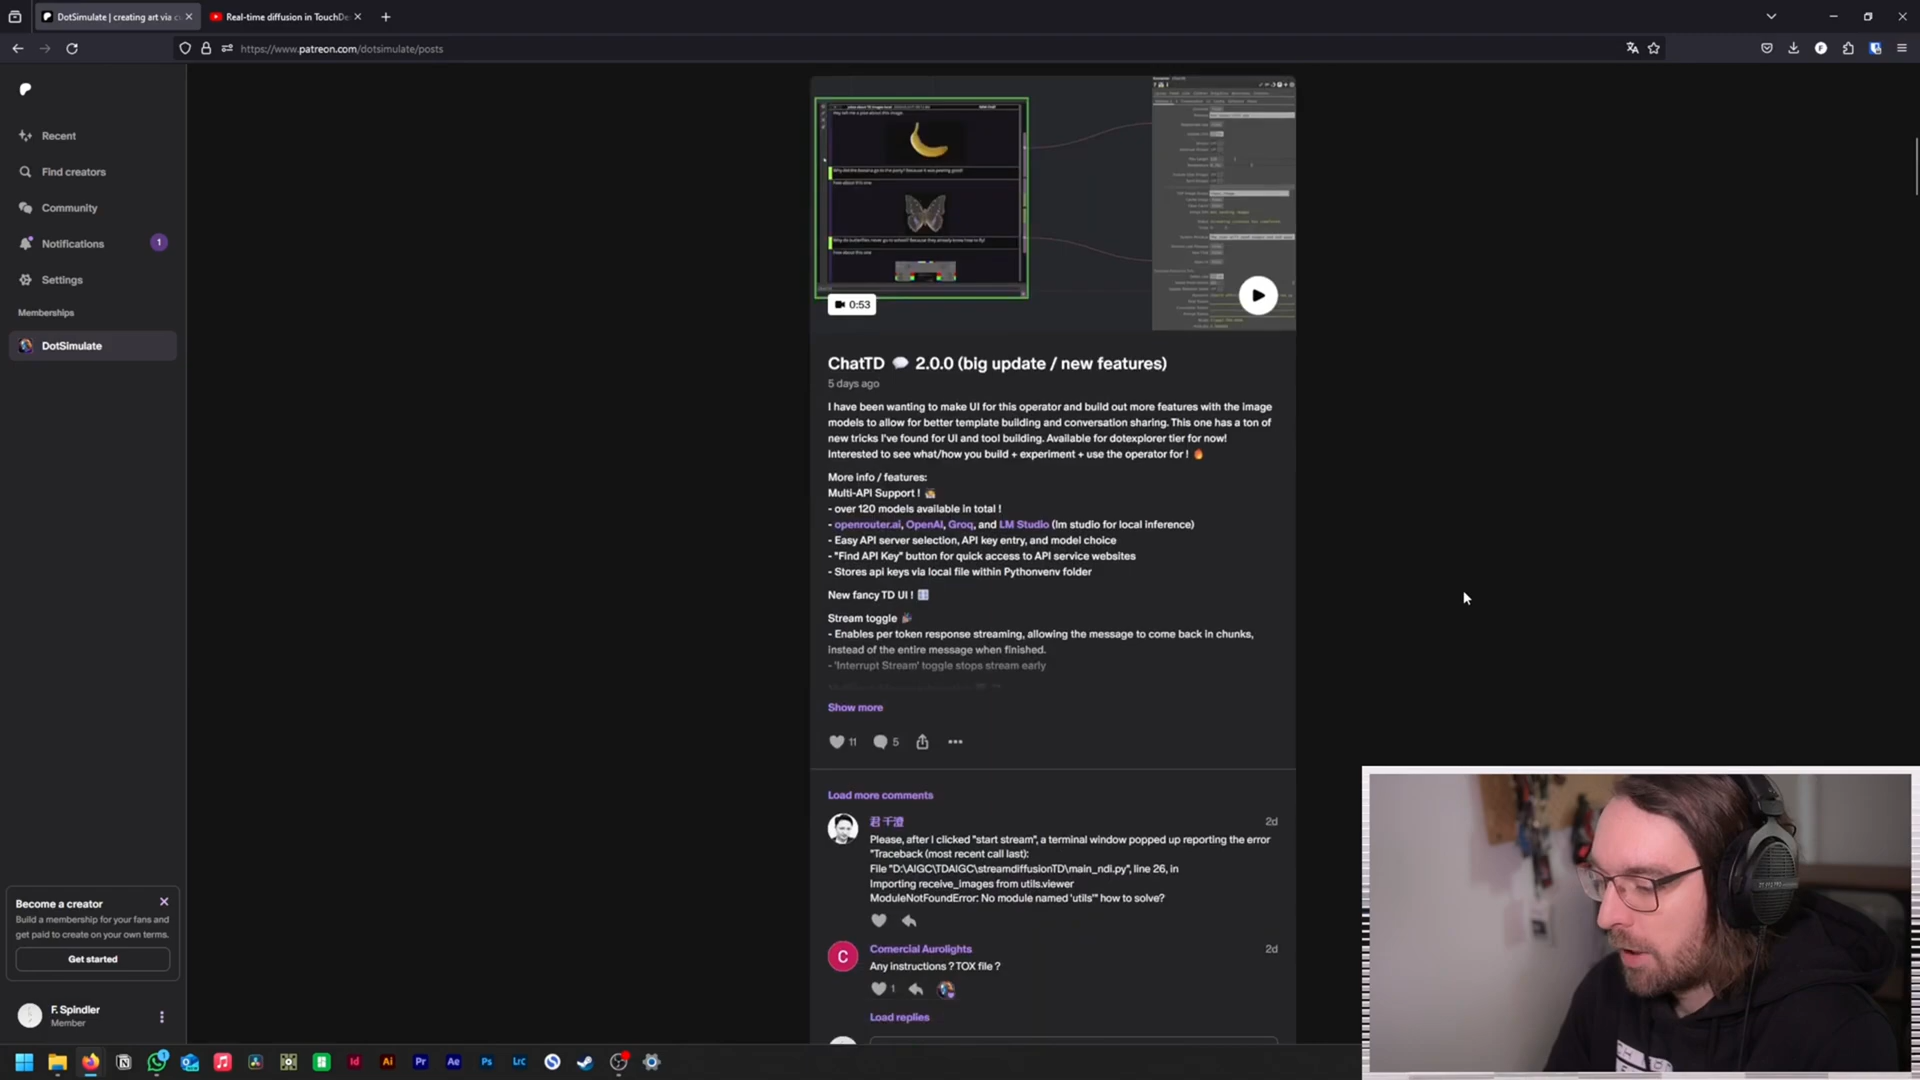 DotSimulate | creating art via c
Real-time diffusion in TouchDe
https://www.patreon.com/dotsimulate/posts
Recent
Find creators
Community
Notifications
1
Settings
Memberships
DotSimulate
Become a creator
Build a membership for your fans and
get paid to create on your own terms.
Get started
F. Spindler
Member
0:53
ChatTD 💬 2.0.0 (big update / new features)
5 days ago
I have been wanting to make UI for this operator and build out more features with the image
models to allow for better template building and conversation sharing. This one has a ton of
new tricks I've found for UI and tool building. Available for dotexplorer tier for now!
Interested to see what/how you build + experiment + use the operator for ! 🔥
More info / features:
Multi-API Support !
- over 120 models available in total !
- openrouter.ai, OpenAI, Groq, and LM Studio (lm studio for local inference)
- Easy API server selection, API key entry, and model choice
- "Find API Key" button for quick access to API service websites
- Stores api keys via local file within Pythonvenv folder
New fancy TD UI !
Stream toggle
- Enables per token response streaming, allowing the message to come back in chunks,
instead of the entire message when finished.
- 'Interrupt Stream' toggle stops stream early
Show more
11
5
Load more comments
君 千澄
2d
Please, after I clicked "start stream", a terminal window popped up reporting the error
"Traceback (most recent call last):
File "D:\AIGC\TDAIGC\streamdiffusionTD\main_ndi.py", line 26, in
Importing receive_images from utils.viewer
ModuleNotFoundError: No module named 'utils'" how to solve?
C
Comercial Aurolights
2d
Any instructions ? TOX file ?
1
Load replies
Id
Ai
Pr
Ae
Ps
Lrc